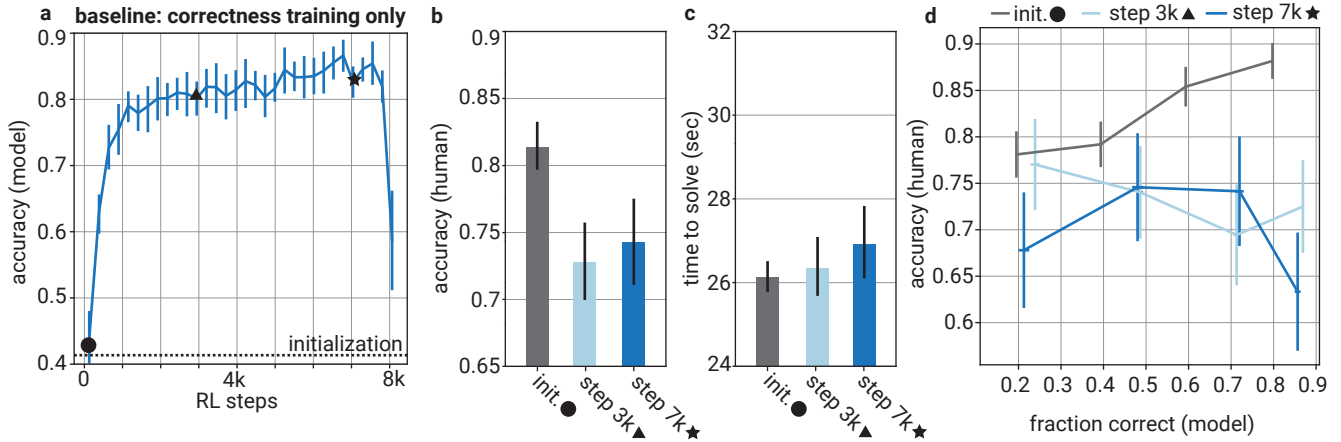 a baseline: correctness training only
accuracy (model)
0.9
0.8
0.7
0.6
0.5
0.4
initialization
0 4k 8k
RL steps
b
accuracy (human)
0.9
0.85
0.8
0.75
0.7
0.65
init.
step 3k
step 7k
c
time to solve (sec)
32
30
28
26
24
init.
step 3k
step 7k
d
init. step 3k step 7k
accuracy (human)
0.9
0.85
0.8
0.75
0.7
0.65
0.6
0.2 0.3 0.4 0.5 0.6 0.7 0.8 0.9
fraction correct (model)